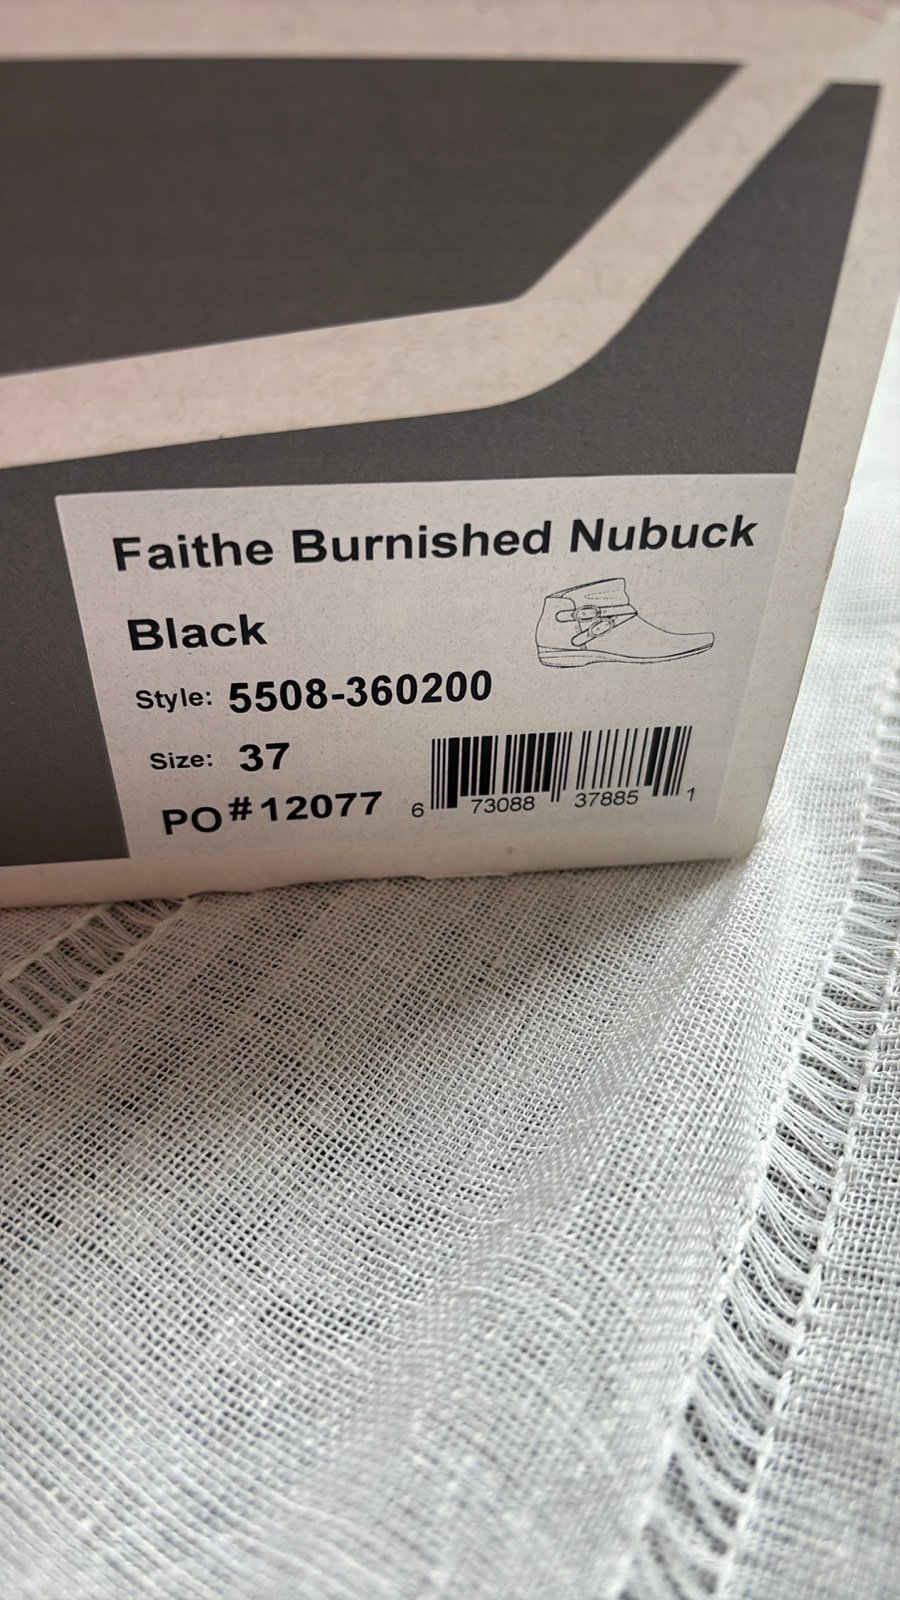 Faithe Burnished Nubuck
Black
Style: 5508-360200
Size: 37
PO#12077
6 73088 37885 1